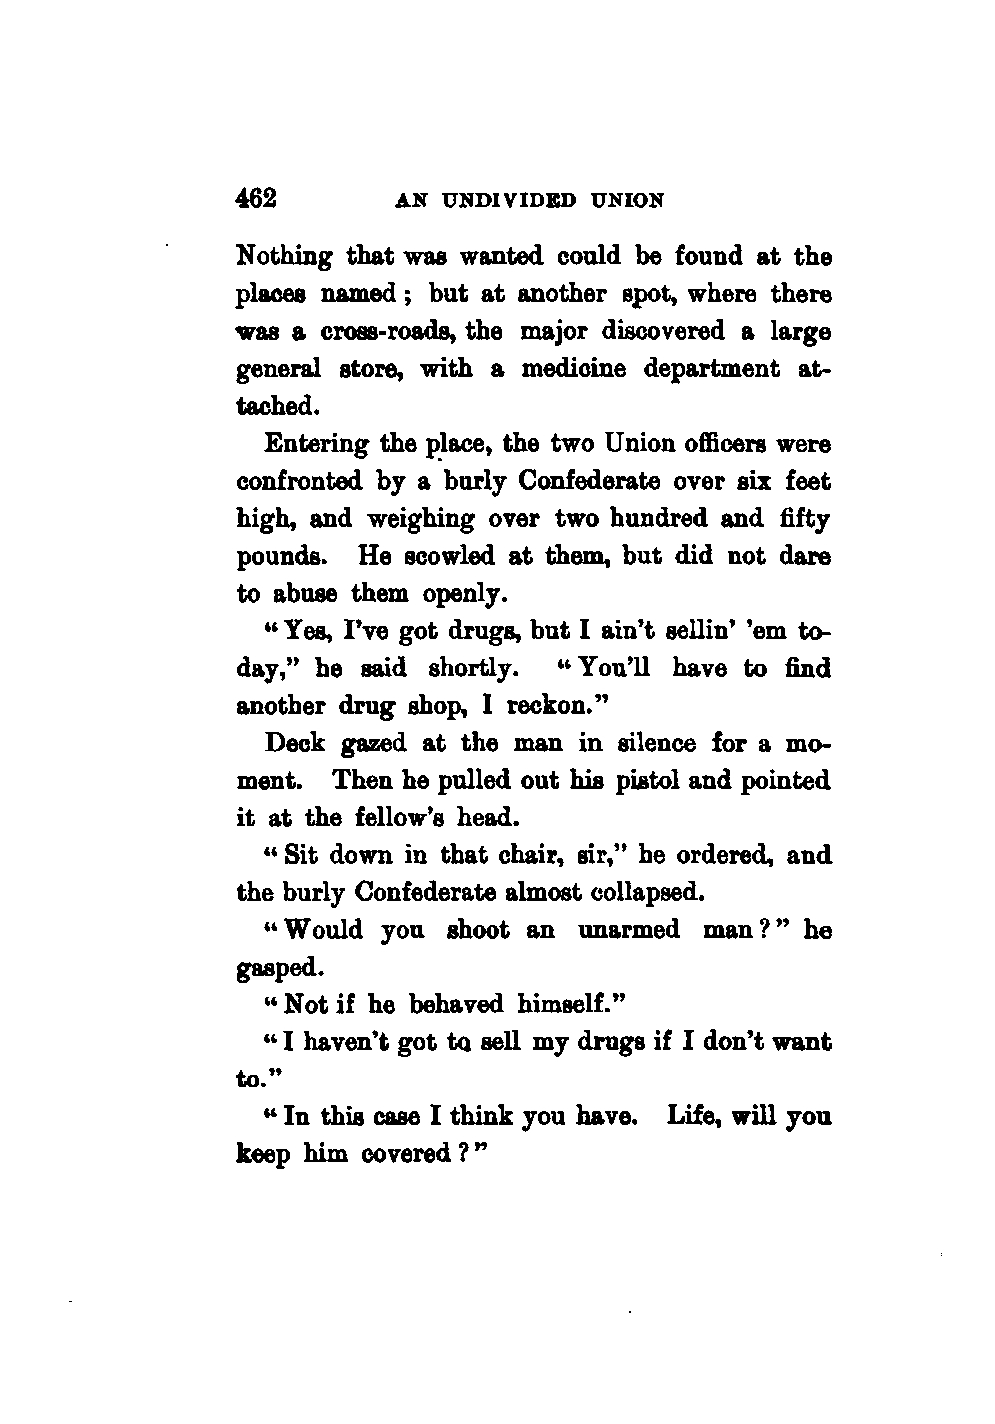 462 AN UNDIVIDED UNION
Nothing that was wanted could be found at the
places named ; but at another spot, where there
was a cross-roads, the major discovered a large
general store, with a medicine department at-
tached.
Entering the place, the two Union officers were
confronted by a burly Confederate over six feet
high, and weighing over two hundred and fifty
pounds. He scowled at them, but did not dare
to abuse them openly.
“Yes, I’ve got drugs, but I ain’t sellin’ ’em to-
day,” he said shortly. “You’ll have to find
another drug shop, I reckon.”
Deck gazed at the man in silence for a mo-
ment. Then he pulled out his pistol and pointed
it at the fellow’s head.
“Sit down in that chair, sir,” he ordered, and
the burly Confederate almost collapsed.
“Would you shoot an unarmed man?” he
gasped.
“Not if he behaved himself.”
“I haven’t got to sell my drugs if I don’t want
to.”
“In this case I think you have. Life, will you
keep him covered?”